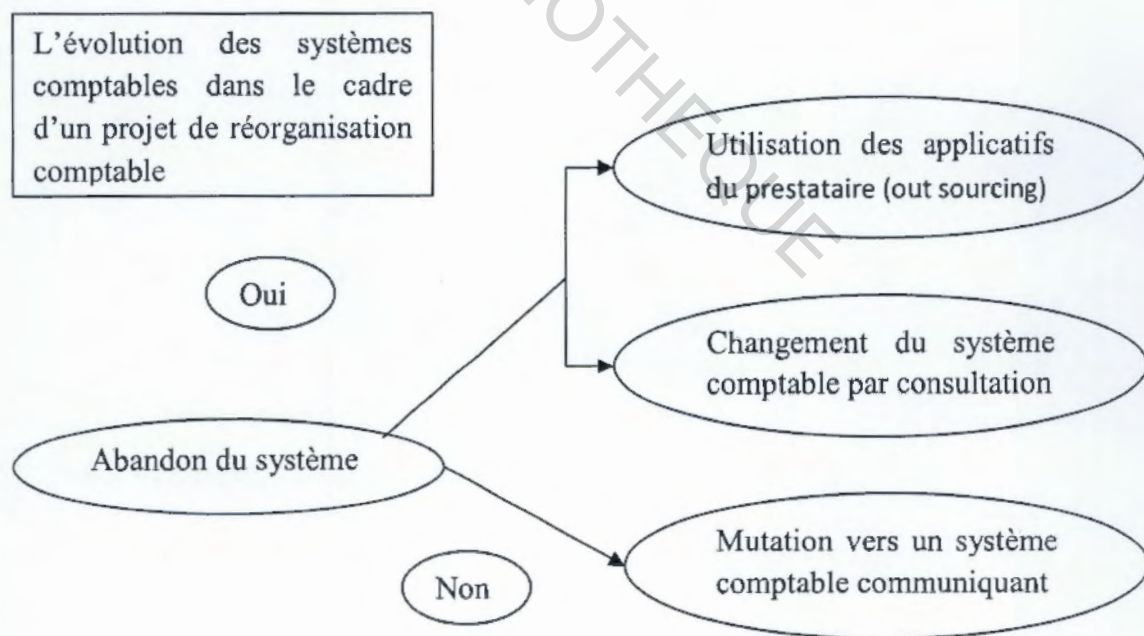 L'évolution des systèmes
comptables dans le cadre
d'un projet de réorganisation
comptable
Utilisation des applicatifs
du prestataire (out sourcing)
Oui
Changement du système
comptable par consultation
Abandon du système
Mutation vers un système
comptable communiquant
Non